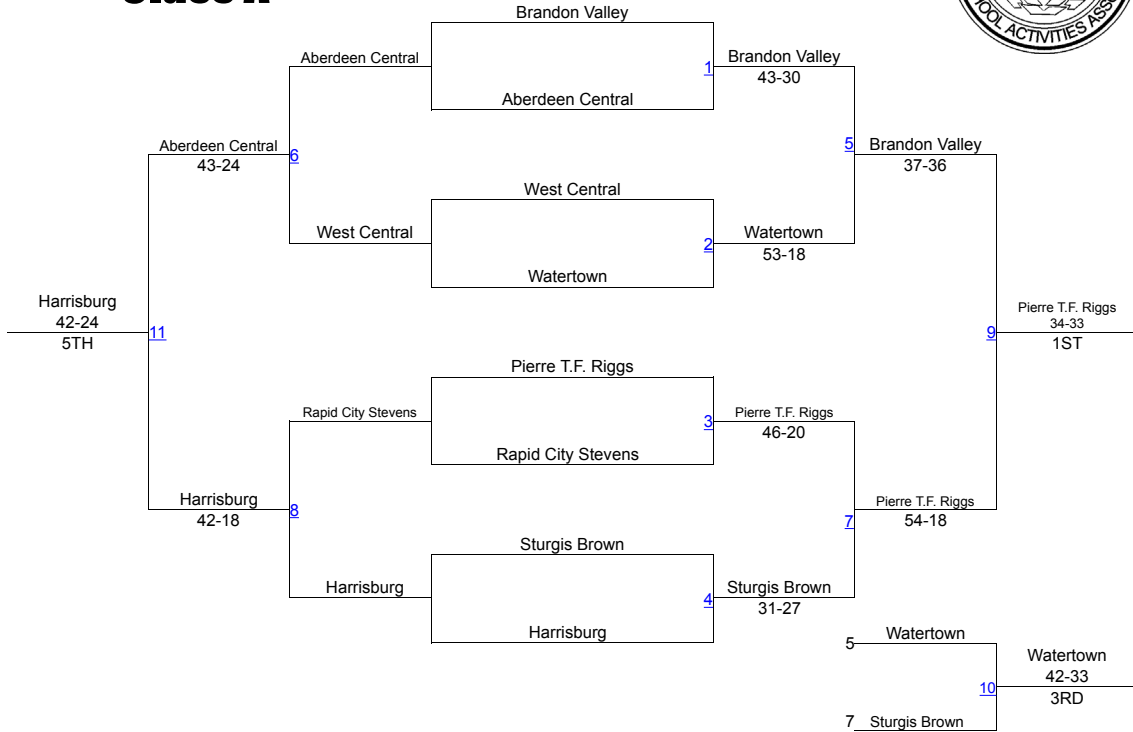 Brandon Valley
Aberdeen Central
1
Brandon Valley
43-30
Aberdeen Central
Aberdeen Central
43-24
6
5
Brandon Valley
37-36
West Central
West Central
2
Watertown
53-18
Watertown
Harrisburg
42-24
5TH
11
9
Pierre T.F. Riggs
34-33
1ST
Pierre T.F. Riggs
Rapid City Stevens
3
Pierre T.F. Riggs
46-20
Rapid City Stevens
Harrisburg
42-18
8
7
Pierre T.F. Riggs
54-18
Sturgis Brown
Harrisburg
4
Sturgis Brown
31-27
Harrisburg
5
Watertown
10
Watertown
42-33
3RD
7
Sturgis Brown
ACTIVITIES